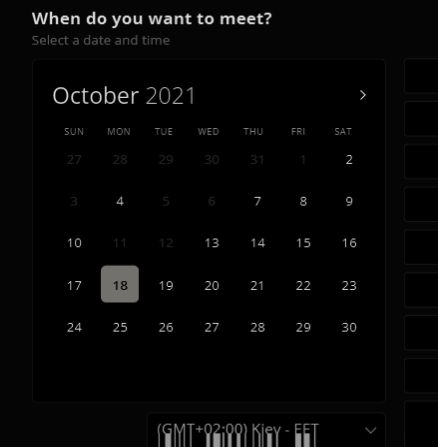 When do you want to meet?
Select a date and time
October 2021
SUN MON TUE WED THU FRI SAT
27 28 29 30 31 1 2
3 4 5 6 7 8 9
10 11 12 13 14 15 16
17 18 19 20 21 22 23
24 25 26 27 28 29 30
(GMT+02:00) Kiev - EET